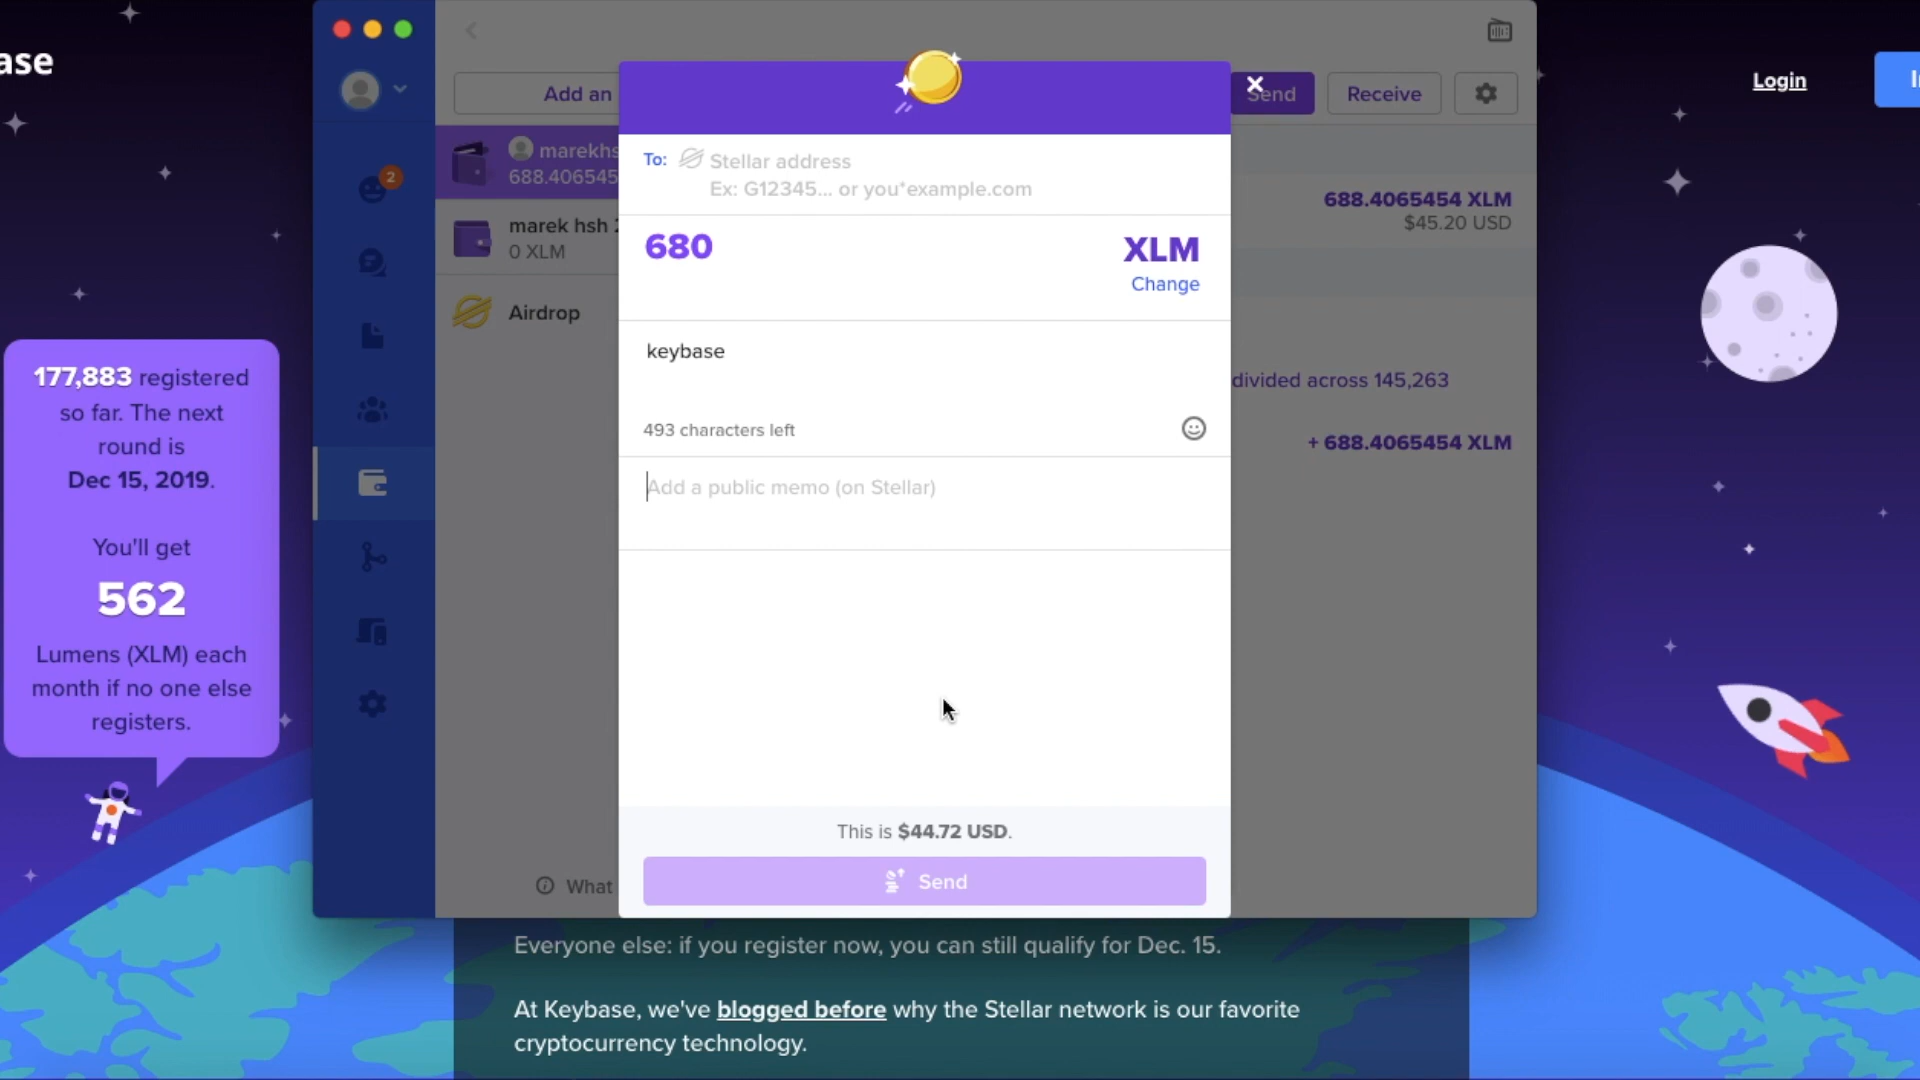 ase
Login
177,883 registered
so far. The next
round is
Dec 15, 2019.
You'll get
562
Lumens (XLM) each
month if no one else
registers.
2
Add an
marekhs
688.406545
marek hsh
0 XLM
Airdrop
What
Send
Receive
688.4065454 XLM
$45.20 USD
divided across 145,263
+ 688.4065454 XLM
To: Stellar address
Ex: G12345... or you*example.com
680
XLM
Change
keybase
493 characters left
Add a public memo (on Stellar)
This is $44.72 USD.
Send
Everyone else: if you register now, you can still qualify for Dec. 15.
At Keybase, we've blogged before why the Stellar network is our favorite
cryptocurrency technology.